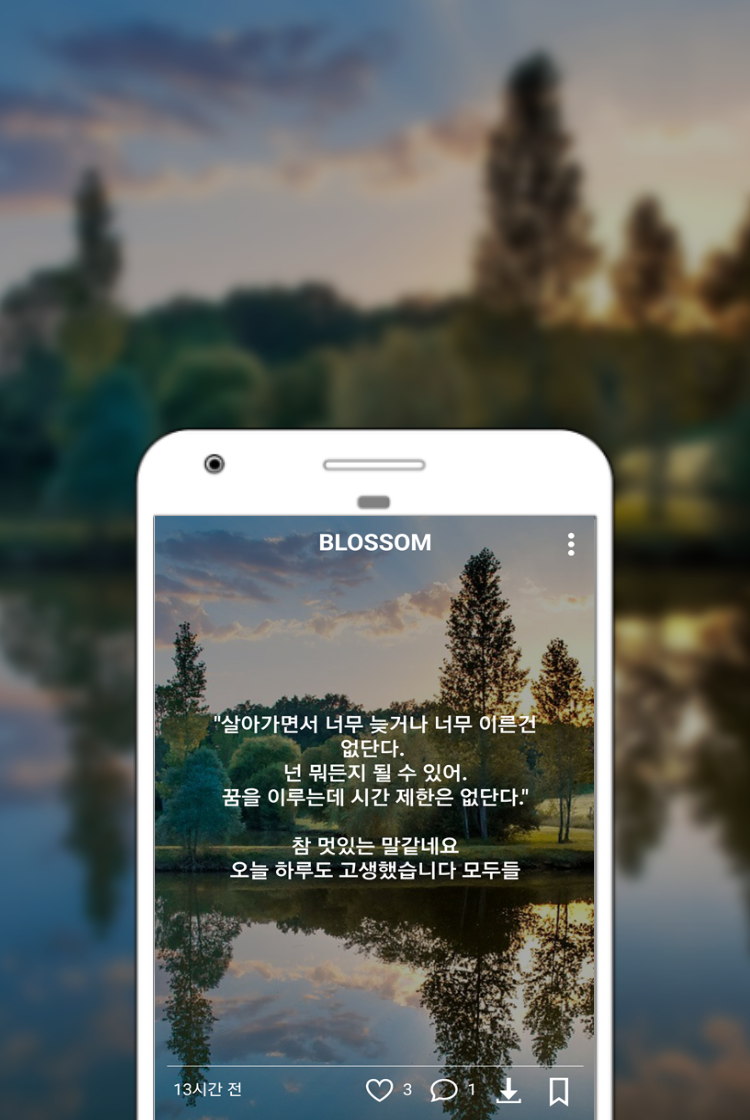 BLOSSOM
"살아가면서 너무 늦거나 너무 이른건
없단다.
넌 뭐든지 될 수 있어.
꿈을 이루는데 시간 제한은 없단다."
참 멋있는 말같네요
오늘 하루도 고생했습니다 모두들
13시간 전
3
1